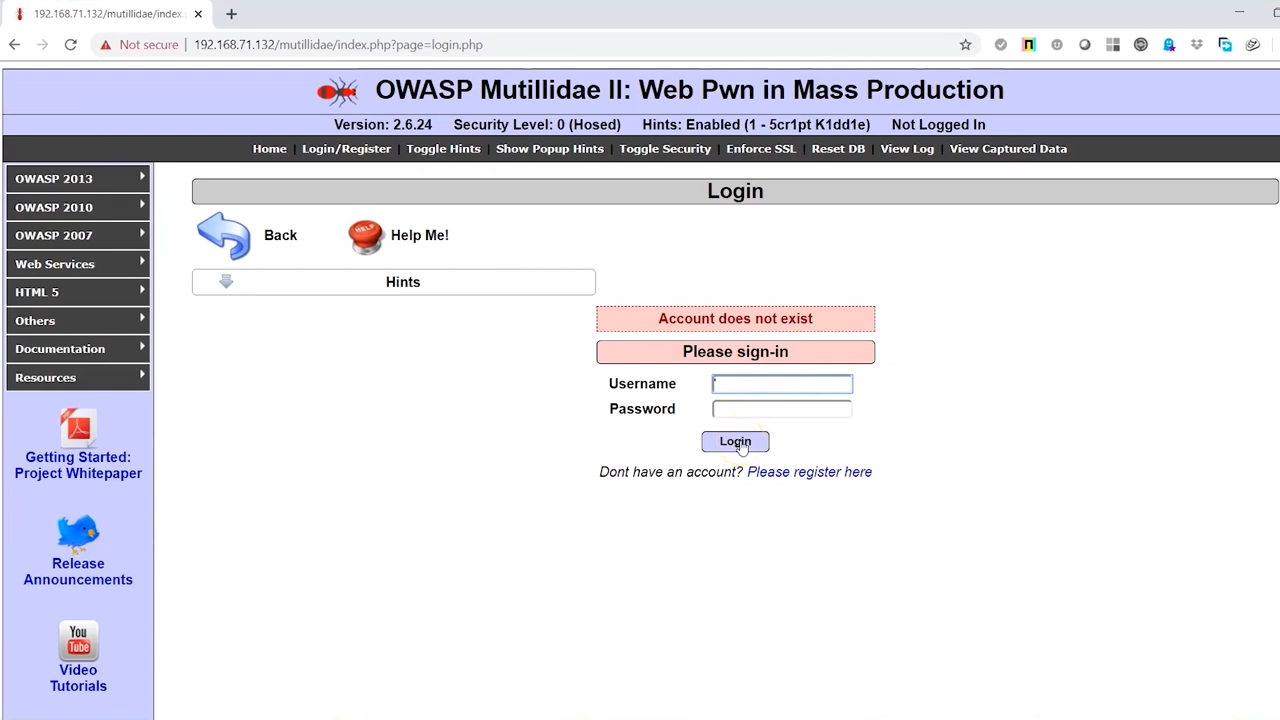 192.168.71.132/mutillidae/index.
Not secure
192.168.71.132/mutillidae/index.php?page=login.php
OWASP Mutillidae II: Web Pwn in Mass Production
Version: 2.6.24 Security Level: 0 (Hosed) Hints: Enabled (1 - 5cr1pt K1dd1e) Not Logged In
Home | Login/Register | Toggle Hints | Show Popup Hints | Toggle Security | Enforce SSL | Reset DB | View Log | View Captured Data
OWASP 2013
OWASP 2010
OWASP 2007
Web Services
HTML 5
Others
Documentation
Resources
Getting Started:
Project Whitepaper
Release
Announcements
You
Tube
Video
Tutorials
Login
Back
HELP
Help Me!
Hints
Account does not exist
Please sign-in
Username
'
Password
Login
Dont have an account? Please register here